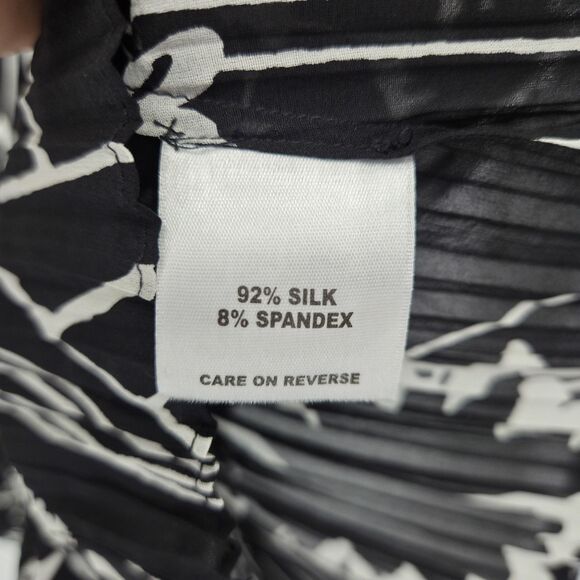 92% SILK
8% SPANDEX
CARE ON REVERSE